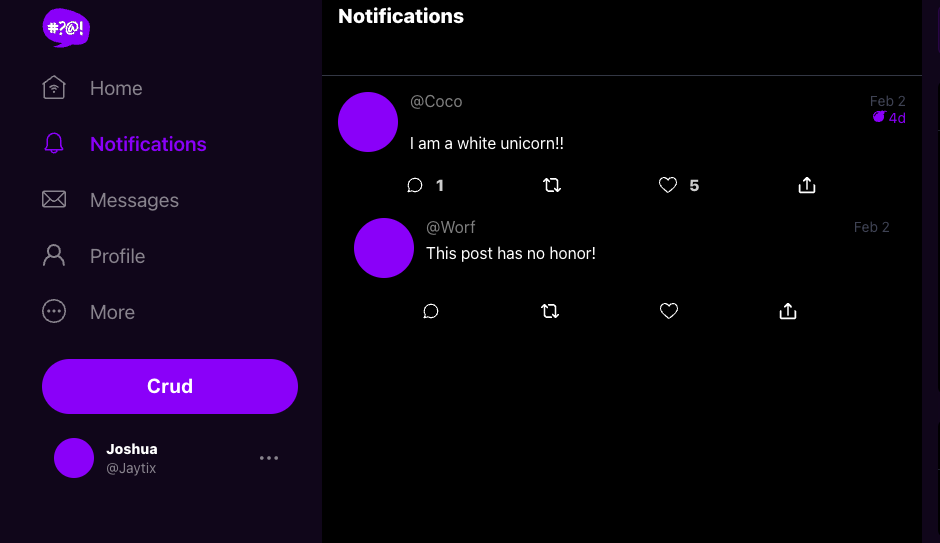 #?@!
Home
Notifications
Messages
Profile
More
Crud
Joshua
@Jaytix
Notifications
@Coco
Feb 2
4d
I am a white unicorn!!
1
5
@Worf
Feb 2
This post has no honor!